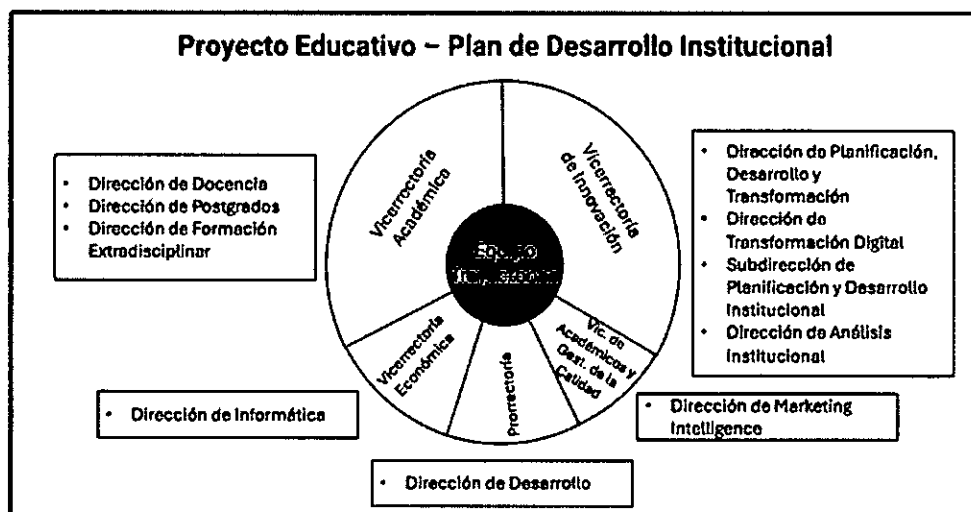 Proyecto Educativo – Plan de Desarrollo Institucional
Vicerrectoría
Académica
Vicerrectoría
de Innovación
• Dirección de Docencia
• Dirección de Postgrados
• Dirección de Formación
Extradisciplinar
• Dirección de Planificación,
Desarrollo y
Transformación
• Dirección de
Transformación Digital
• Subdirección de
Planificación y Desarrollo
Institucional
• Dirección de Análisis
Institucional
Equipo
Vicerrectoría
Económica
Prorrectoría
Vic. de
Académicos y
Gest. de la
Calidad
• Dirección de Informática
• Dirección de Marketing
Intelligence
• Dirección de Desarrollo